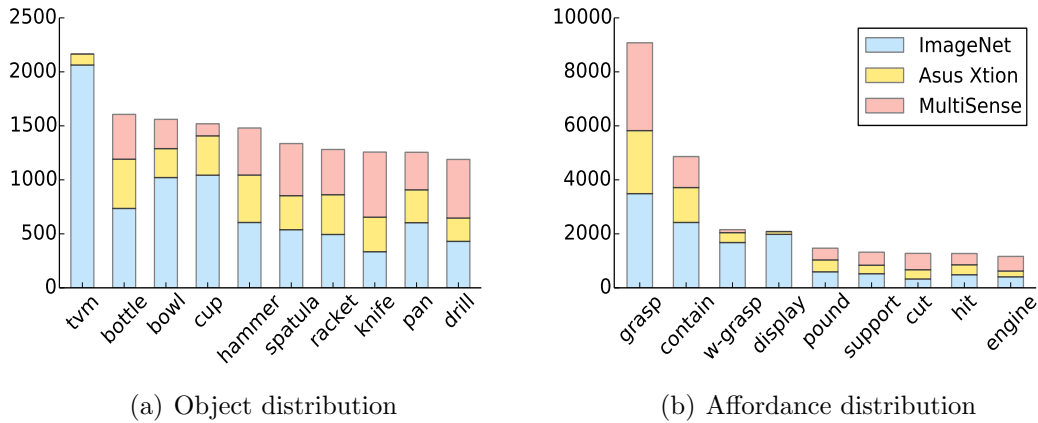 2500
2000
1500
1000
500
0
tvm
bottle
bowl
cup
hammer
spatula
racket
knife
pan
drill
(a) Object distribution
10000
8000
6000
4000
2000
0
ImageNet
Asus Xtion
MultiSense
grasp
contain
w-grasp
display
pound
support
cut
hit
engine
(b) Affordance distribution